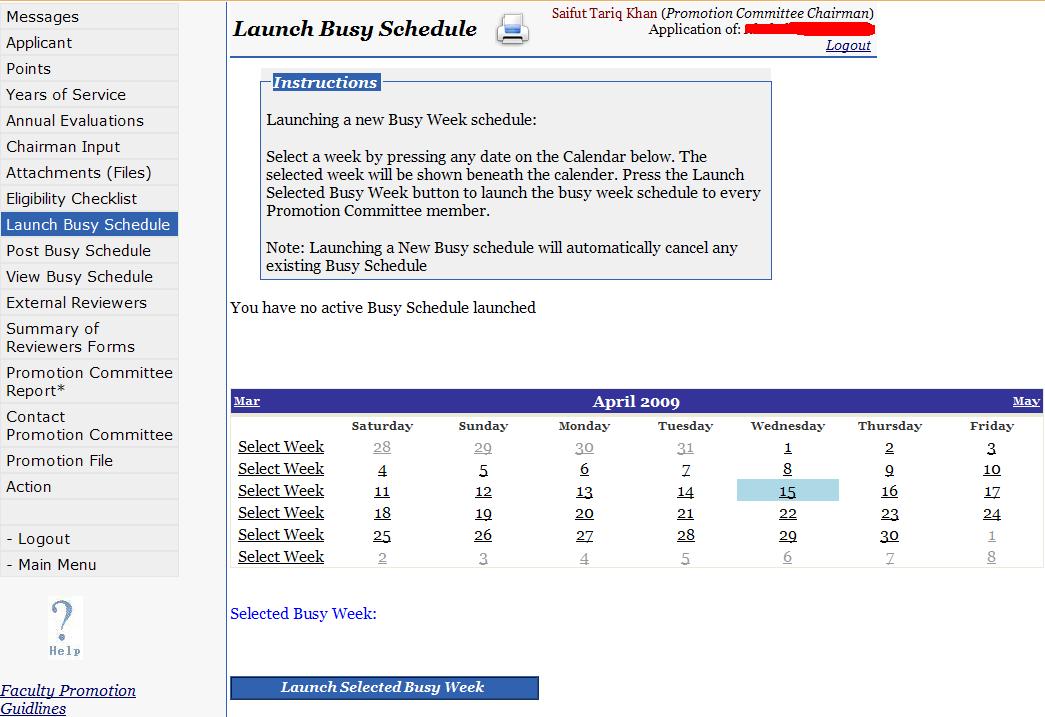 Messages
Applicant
Points
Years of Service
Annual Evaluations
Chairman Input
Attachments (Files)
Eligibility Checklist
Launch Busy Schedule
Post Busy Schedule
View Busy Schedule
External Reviewers
Summary of
Reviewers Forms
Promotion Committee
Report*
Contact
Promotion Committee
Promotion File
Action
- Logout
- Main Menu
Help
Faculty Promotion
Guidlines
Launch Busy Schedule
Saifut Tariq Khan (Promotion Committee Chairman)
Application of:
Logout
Instructions
Launching a new Busy Week schedule:
Select a week by pressing any date on the Calendar below. The
selected week will be shown beneath the calender. Press the Launch
Selected Busy Week button to launch the busy week schedule to every
Promotion Committee member.
Note: Launching a New Busy schedule will automatically cancel any
existing Busy Schedule
You have no active Busy Schedule launched
Mar April 2009 May
Saturday Sunday Monday Tuesday Wednesday Thursday Friday
Select Week 28 29 30 31 1 2 3
Select Week 4 5 6 7 8 9 10
Select Week 11 12 13 14 15 16 17
Select Week 18 19 20 21 22 23 24
Select Week 25 26 27 28 29 30 1
Select Week 2 3 4 5 6 7 8
Selected Busy Week:
Launch Selected Busy Week